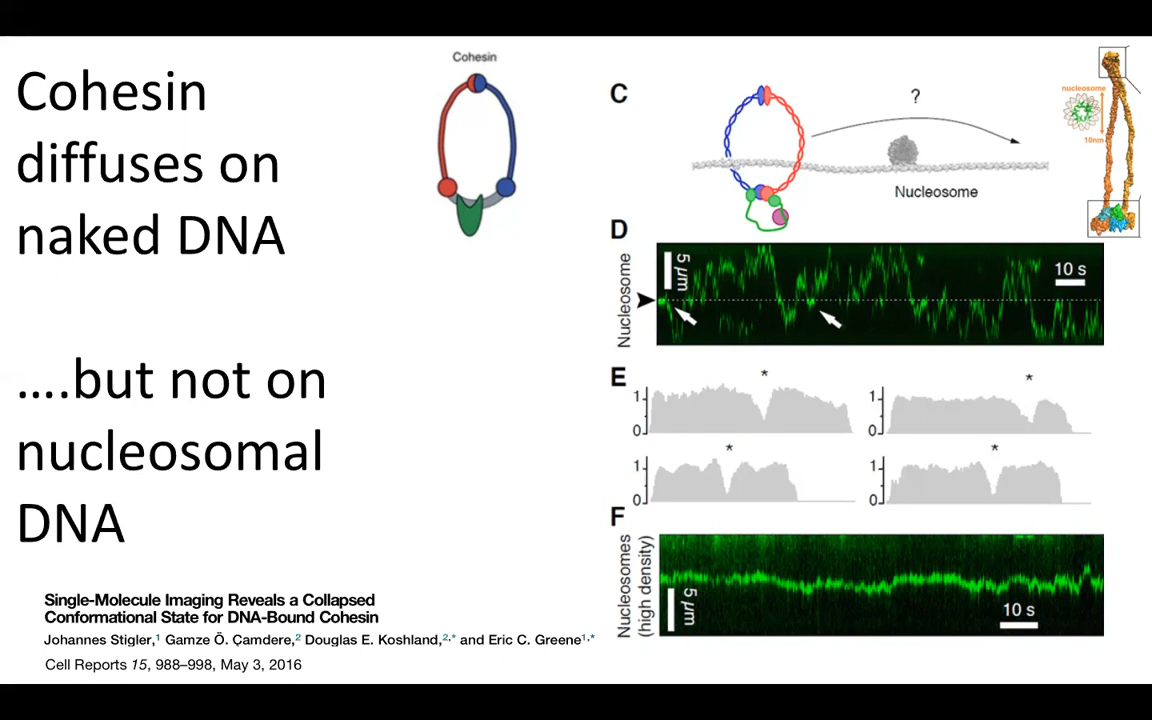 Cohesin
diffuses on
naked DNA
….but not on
nucleosomal
DNA
Cohesin
C
?
Nucleosome
nucleosome
10nm
D
Nucleosome
5 µm
10 s
E
*
1
0
*
1
0
*
1
0
*
1
0
F
Nucleosomes
(high density)
5 µm
10 s
Single-Molecule Imaging Reveals a Collapsed
Conformational State for DNA-Bound Cohesin
Johannes Stigler,1 Gamze Ö. Çamdere,2 Douglas E. Koshland,2,* and Eric C. Greene1,*
Cell Reports 15, 988–998, May 3, 2016